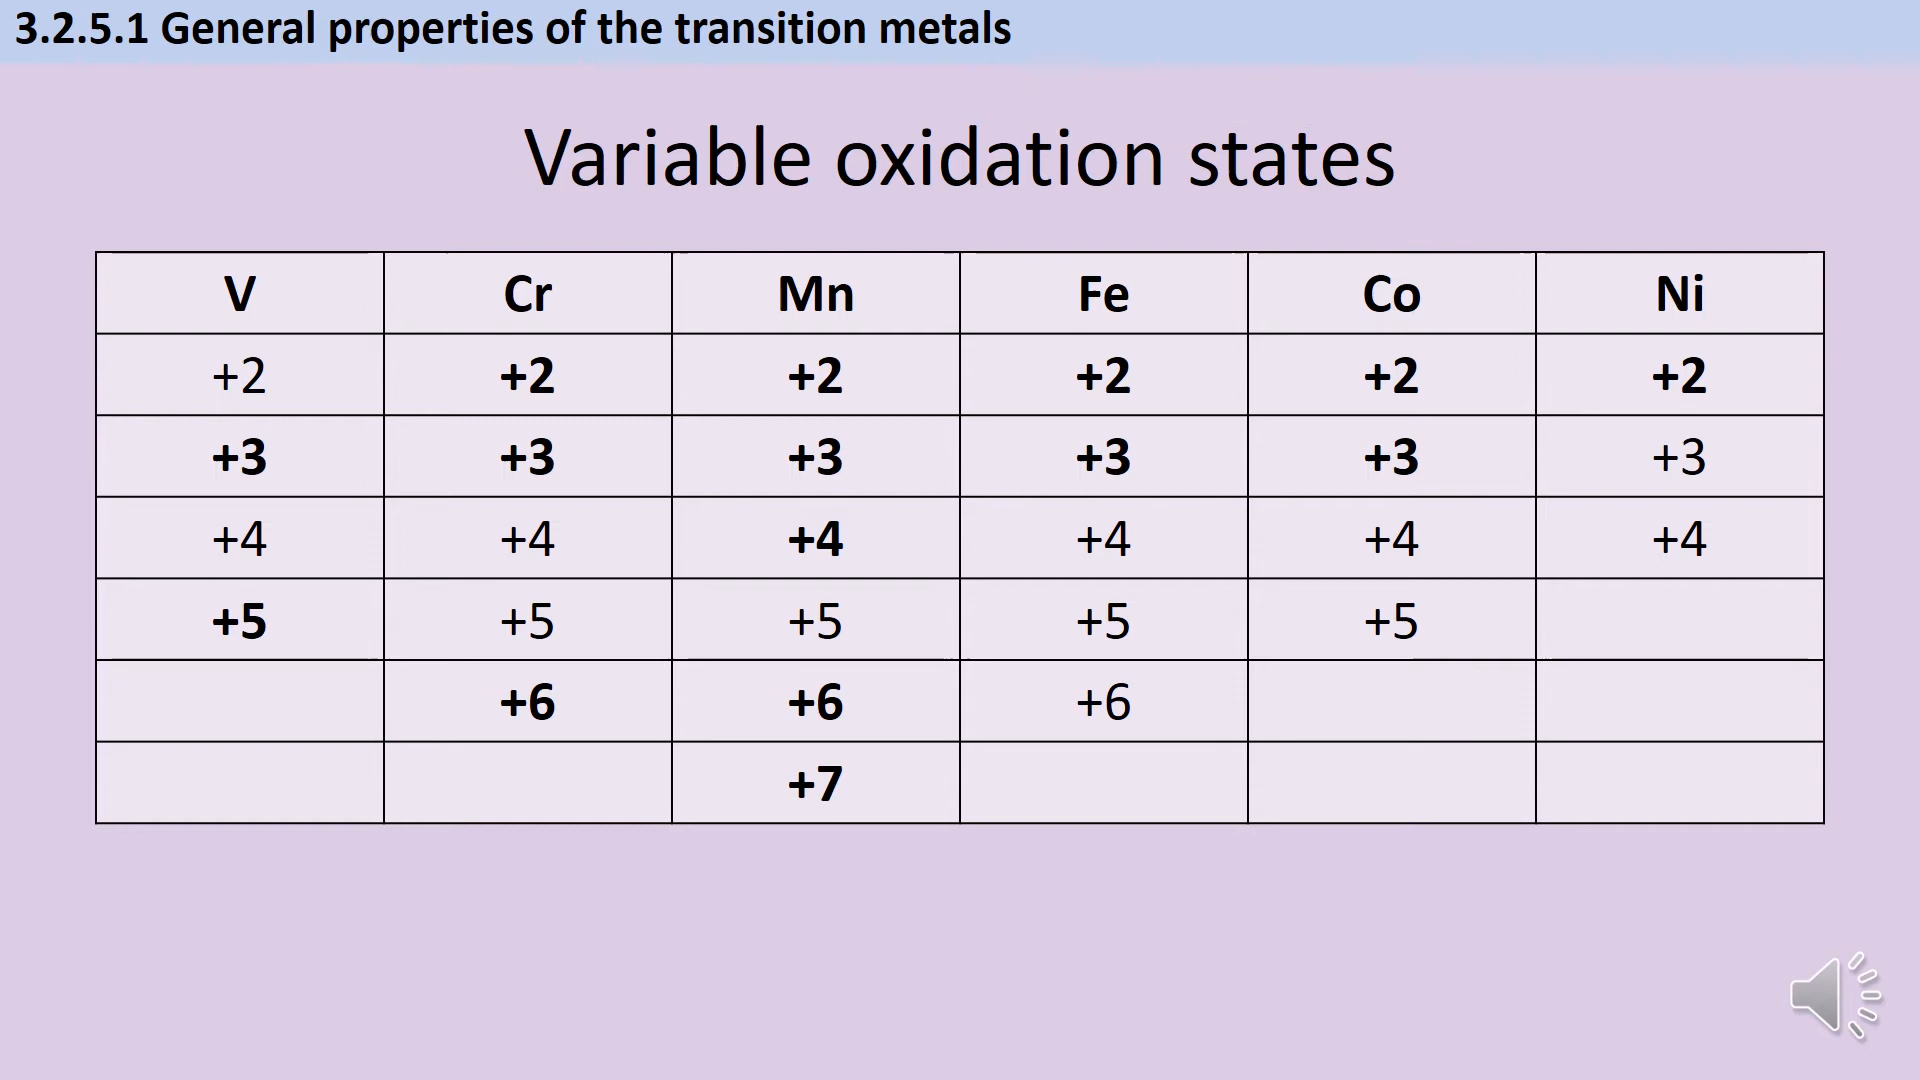 3.2.5.1 General properties of the transition metals
Variable oxidation states
V Cr Mn Fe Co Ni
+2 +2 +2 +2 +2 +2
+3 +3 +3 +3 +3 +3
+4 +4 +4 +4 +4 +4
+5 +5 +5 +5 +5
+6 +6 +6
+7